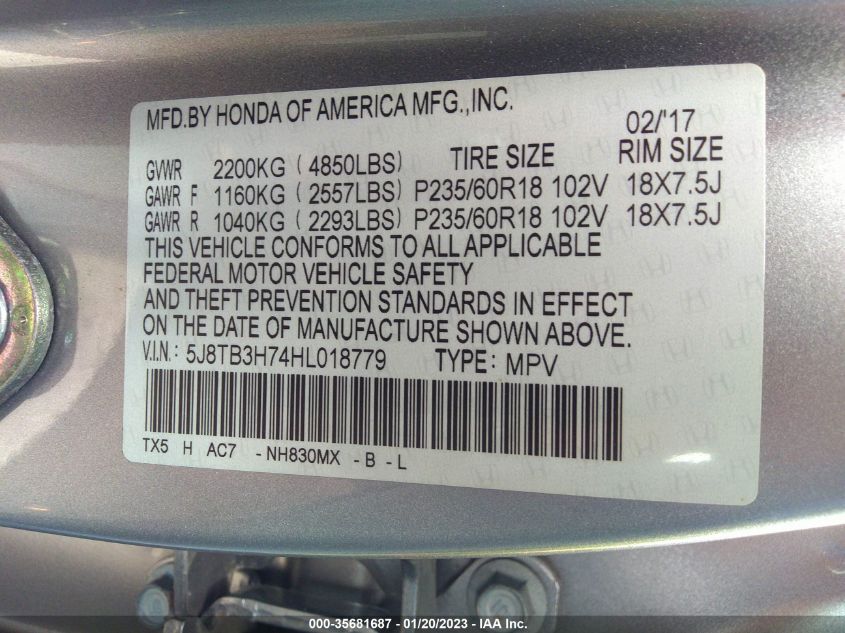 MFD.BY HONDA OF AMERICA MFG.,INC.
02/'17
GVWR 2200KG (4850LBS) TIRE SIZE RIM SIZE
GAWR F 1160KG (2557LBS) P235/60R18 102V 18X7.5J
GAWR R 1040KG (2293LBS) P235/60R18 102V 18X7.5J
THIS VEHICLE CONFORMS TO ALL APPLICABLE
FEDERAL MOTOR VEHICLE SAFETY
AND THEFT PREVENTION STANDARDS IN EFFECT
ON THE DATE OF MANUFACTURE SHOWN ABOVE.
V.I.N.: 5J8TB3H74HL018779 TYPE: MPV
TX5 H AC7 -NH830MX -B -L
000-35681687 - 01/20/2023 - IAA Inc.